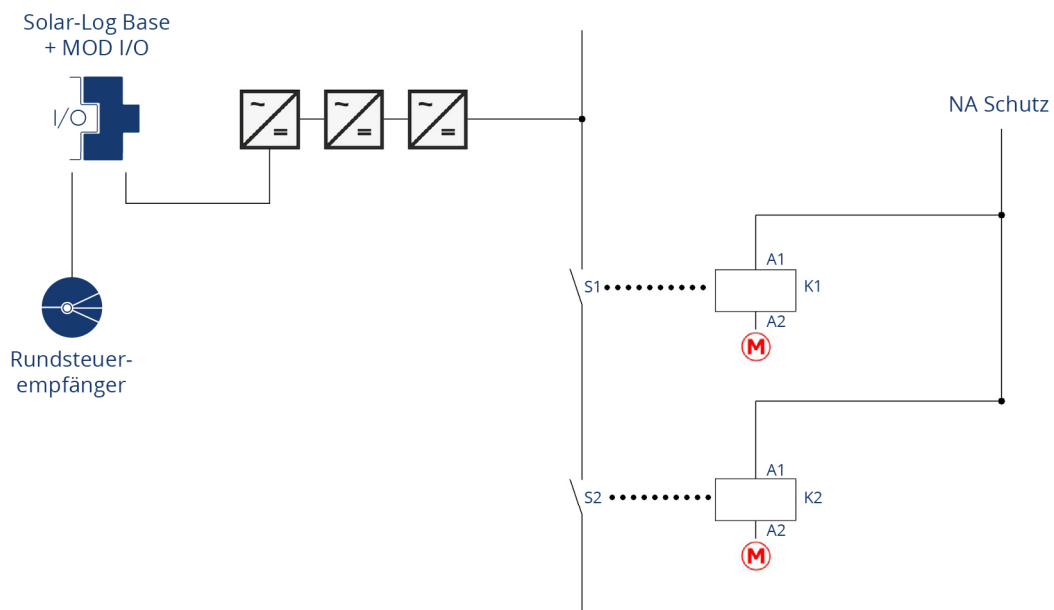 Solar-Log Base
+ MOD I/O
I/O
NA Schutz
A1
S1
K1
A2
M
Rundsteuer-
empfänger
A1
S2
K2
A2
M